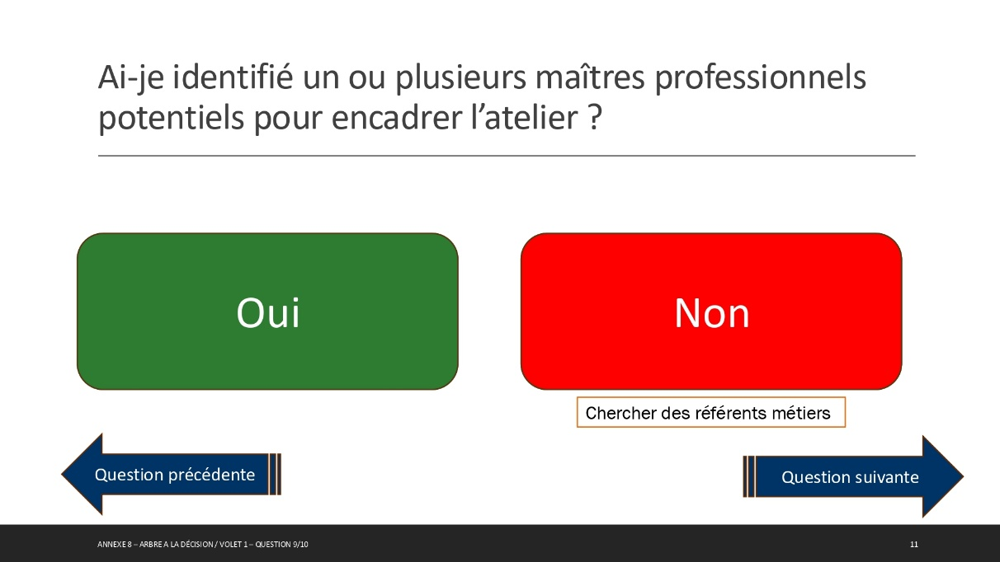 Ai-je identifié un ou plusieurs maîtres professionnels
potentiels pour encadrer l’atelier ?
Oui
Non
Chercher des référents métiers
Question précédente
Question suivante
ANNEXE 8 – ARBRE A LA DÉCISION / VOLET 1 – QUESTION 9/10
11